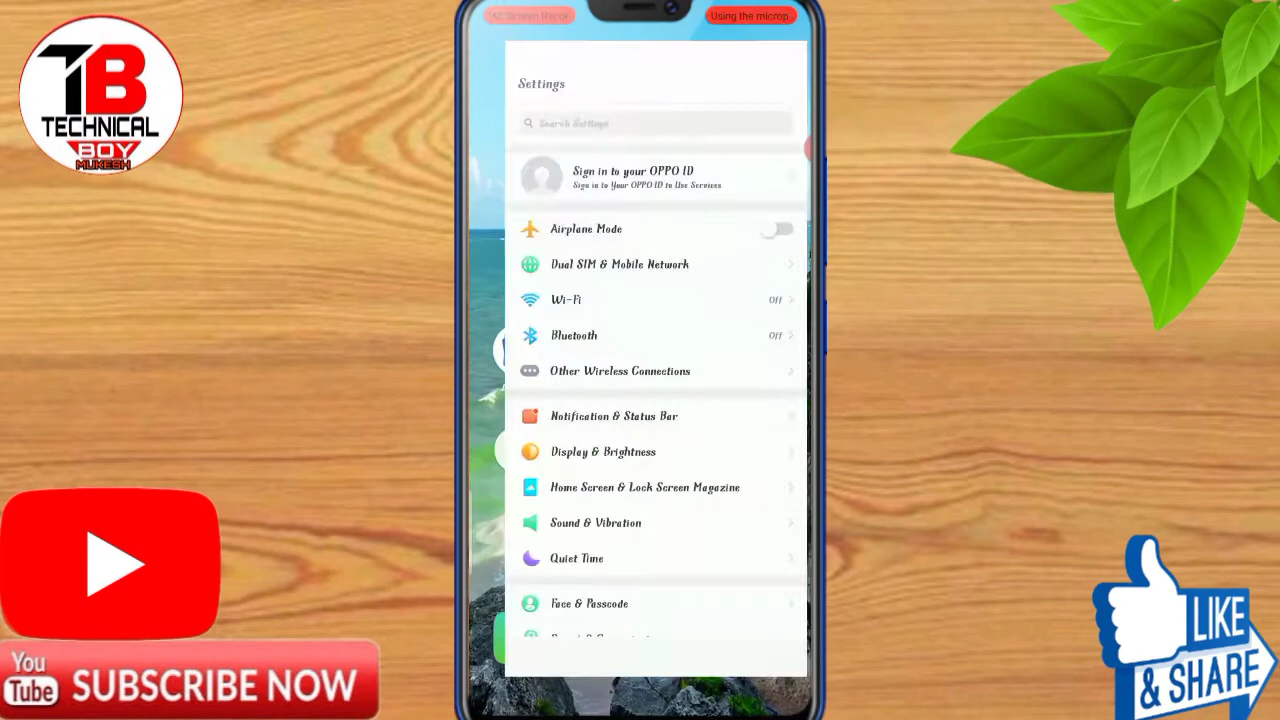 TB
TECHNICAL
BOY
MUKESH
Using the microp
Settings
Search Settings
Sign in to your OPPO ID
Sign in to Your OPPO ID to Use Services
Airplane Mode
Dual SIM & Mobile Network
Wi-Fi Off
Bluetooth Off
Other Wireless Connections
Notification & Status Bar
Display & Brightness
Home Screen & Lock Screen Magazine
Sound & Vibration
Quiet Time
Face & Passcode
You
Tube
SUBSCRIBE NOW
LIKE
& SHARE